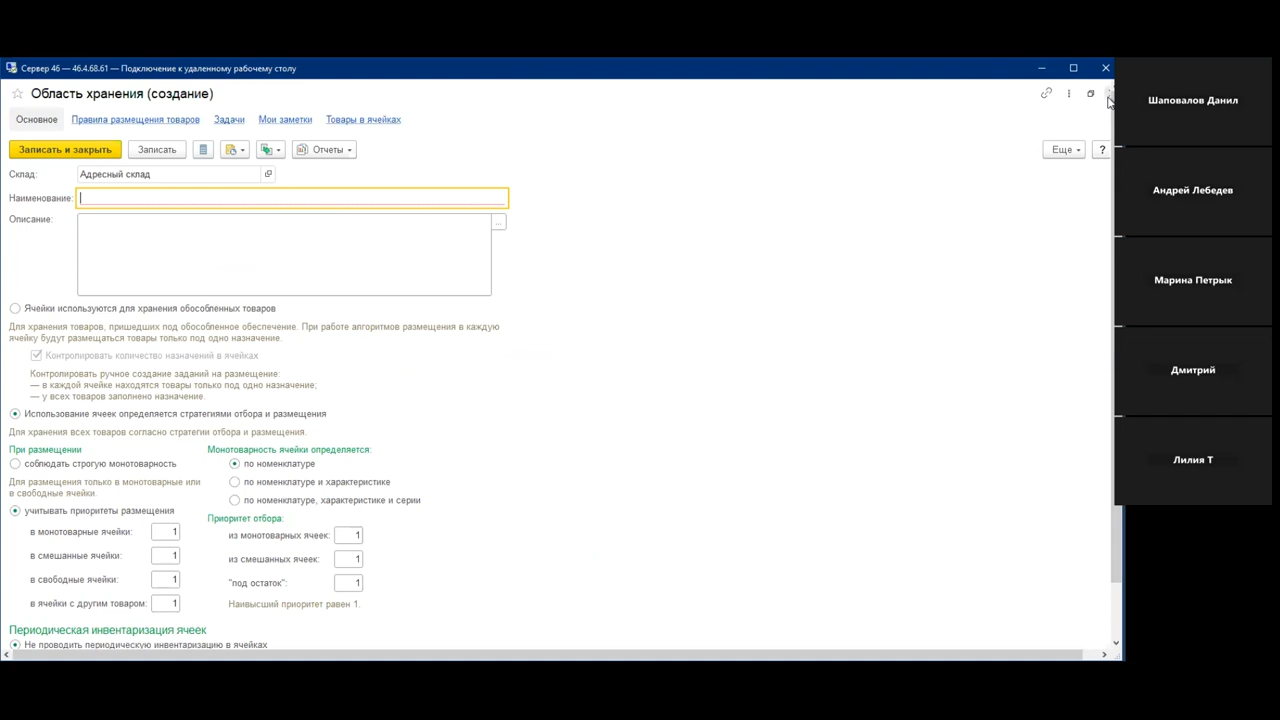 Сервер 46 — 46.4.68.61 — Подключение к удаленному рабочему столу
Область хранения (создание)
Основное Правила размещения товаров Задачи Мои заметки Товары в ячейках
Записать и закрыть Записать Отчеты Еще ?
Склад: Адресный склад
Наименование:
Описание:
...
Ячейки используются для хранения обособленных товаров
Для хранения товаров, пришедших под обособленное обеспечение. При работе алгоритмов размещения в каждую
ячейку будут размещаться товары только под одно назначение.
Контролировать количество назначений в ячейках
Контролировать ручное создание заданий на размещение:
— в каждой ячейке находятся товары только под одно назначение;
— у всех товаров заполнено назначение.
Использование ячеек определяется стратегиями отбора и размещения
Для хранения всех товаров согласно стратегии отбора и размещения.
При размещении
соблюдать строгую монотоварность
Для размещения только в монотоварные или
в свободные ячейки.
учитывать приоритеты размещения
в монотоварные ячейки: 1
в смешанные ячейки: 1
в свободные ячейки: 1
в ячейки с другим товаром: 1
Монотоварность ячейки определяется:
по номенклатуре
по номенклатуре и характеристике
по номенклатуре, характеристике и серии
Приоритет отбора:
из монотоварных ячеек: 1
из смешанных ячеек: 1
"под остаток": 1
Наивысший приоритет равен 1.
Периодическая инвентаризация ячеек
Не проводить периодическую инвентаризацию в ячейках
Шаповалов Данил
Андрей Лебедев
Марина Петрык
Дмитрий
Лилия Т